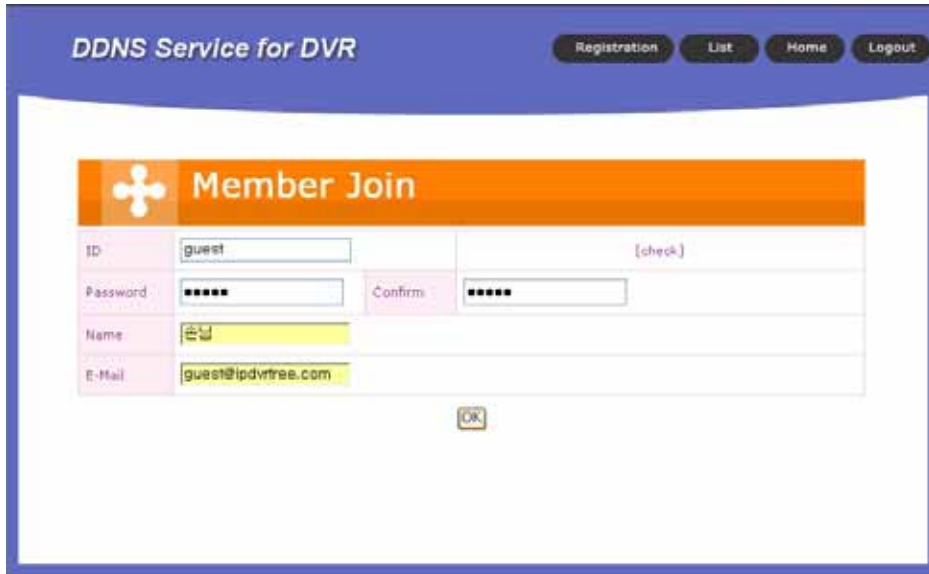 DDNS Service for DVR
Registration List Home Logout
Member Join
ID guest [check]
Password ●●●●● Confirm ●●●●●
Name 손님
E-Mail guest@ipdvrtree.com
OK